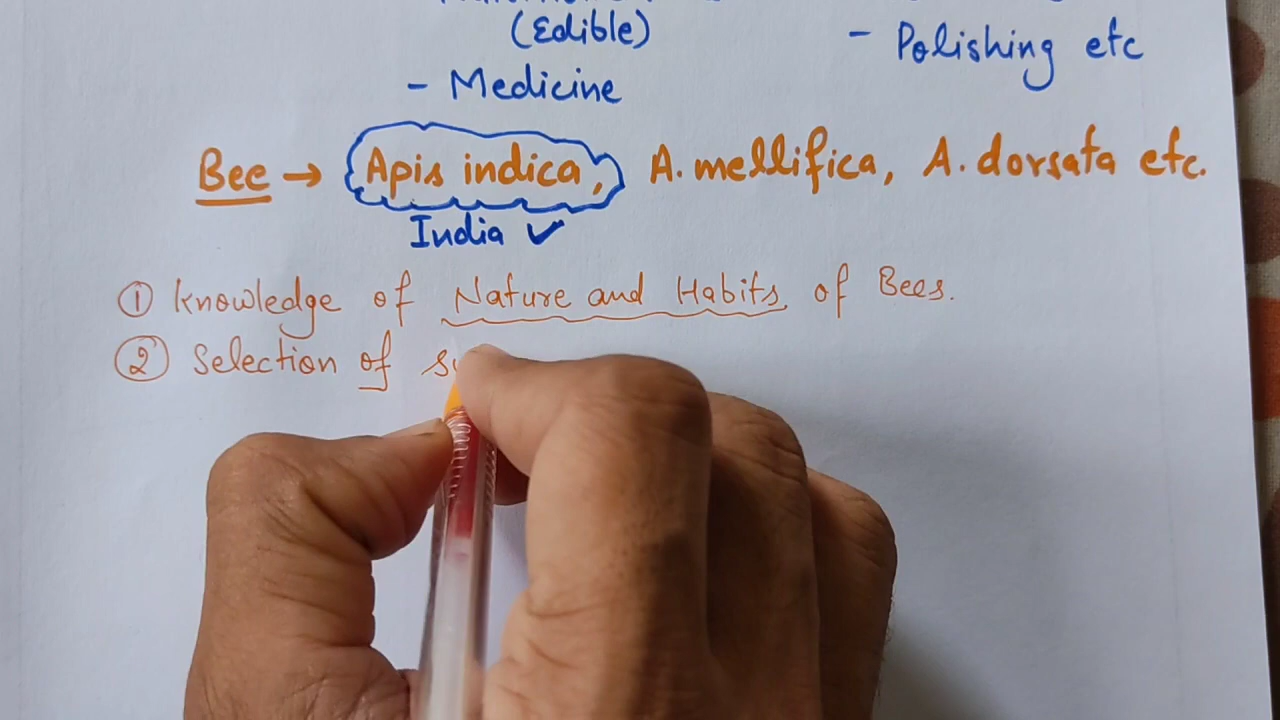 (Edible)
- Polishing etc
- Medicine
Bee → Apis indica, A. mellifica, A. dorsata etc.
India ✓
① Knowledge of Nature and Habits of Bees.
② Selection of